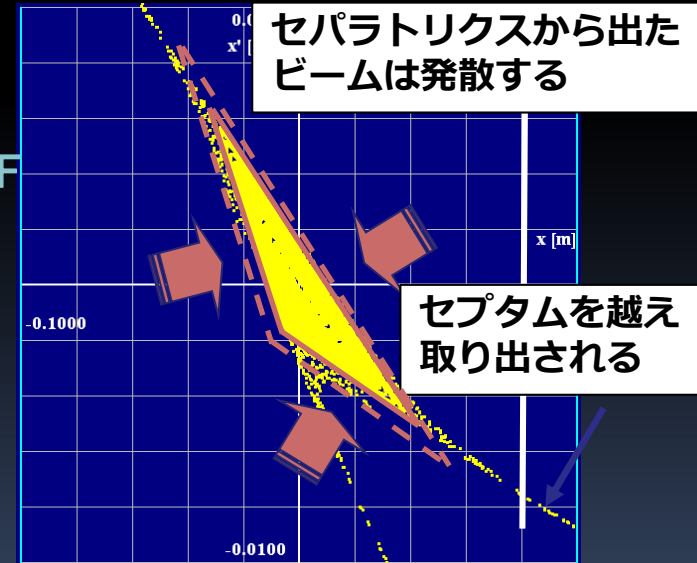 セパラトリクスから出た
ビームは発散する
0.0
x' [
F
x [m]
セプタムを越え
取り出される
-0.1000
-0.0100